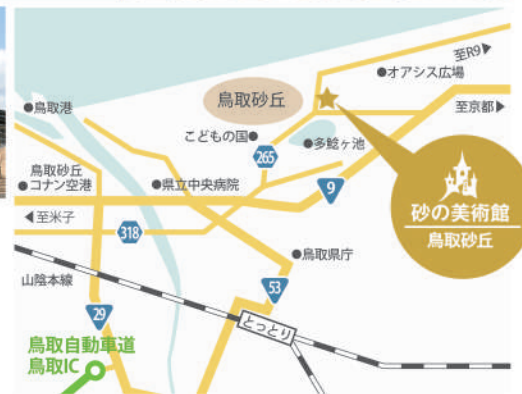 至R9▶
●オアシス広場
鳥取砂丘
●鳥取港
至京都▶
こどもの国●
●多鯰ヶ池
265
鳥取砂丘
コナン空港
●県立中央病院
9
砂の美術館
鳥取砂丘
◀至米子
318
●鳥取県庁
山陰本線
53
29
とっとり
鳥取自動車道
鳥取IC